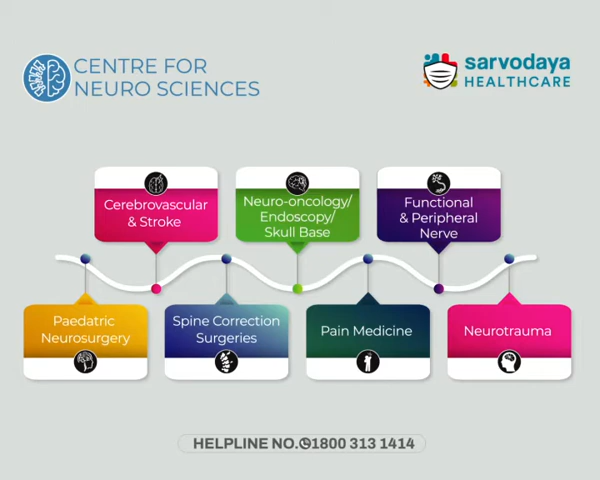 CENTRE FOR
NEURO SCIENCES
sarvodaya
HEALTHCARE
Cerebrovascular
& Stroke
Neuro-oncology/
Endoscopy/
Skull Base
Functional
& Peripheral
Nerve
Paedatric
Neurosurgery
Spine Correction
Surgeries
Pain Medicine
Neurotrauma
HELPLINE NO. 1800 313 1414